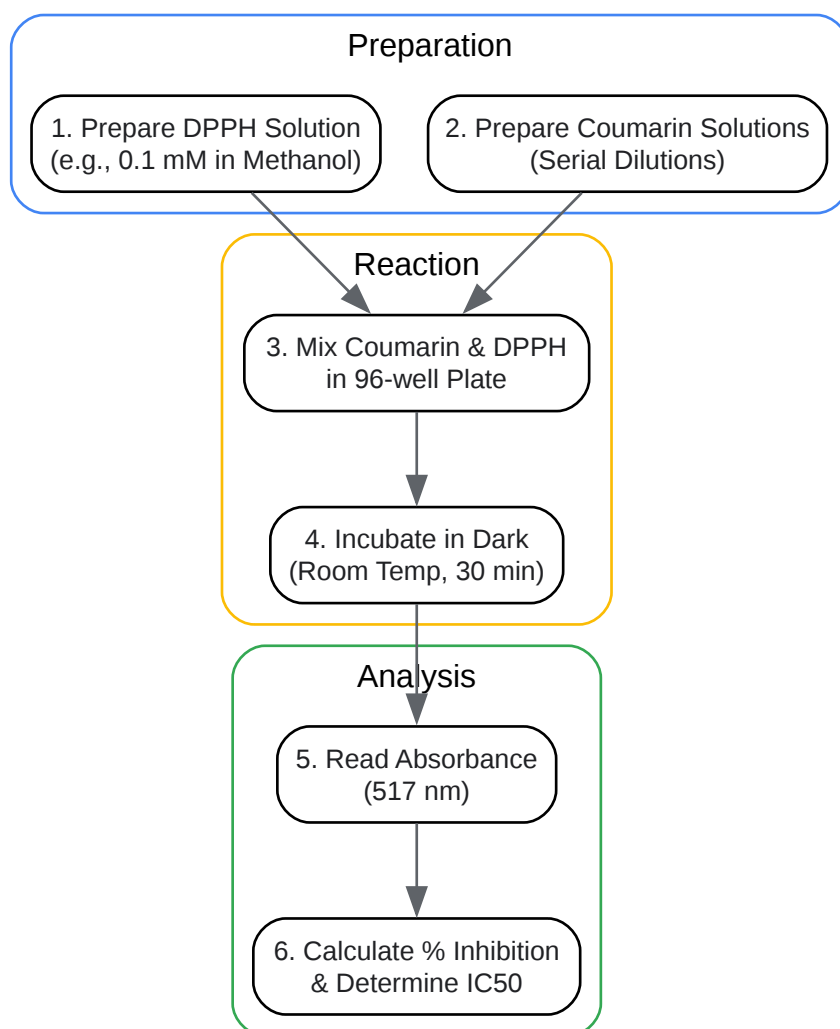 Preparation
1. Prepare DPPH Solution
(e.g., 0.1 mM in Methanol)
2. Prepare Coumarin Solutions
(Serial Dilutions)
Reaction
3. Mix Coumarin & DPPH
in 96-well Plate
4. Incubate in Dark
(Room Temp, 30 min)
Analysis
5. Read Absorbance
(517 nm)
6. Calculate % Inhibition
& Determine IC50